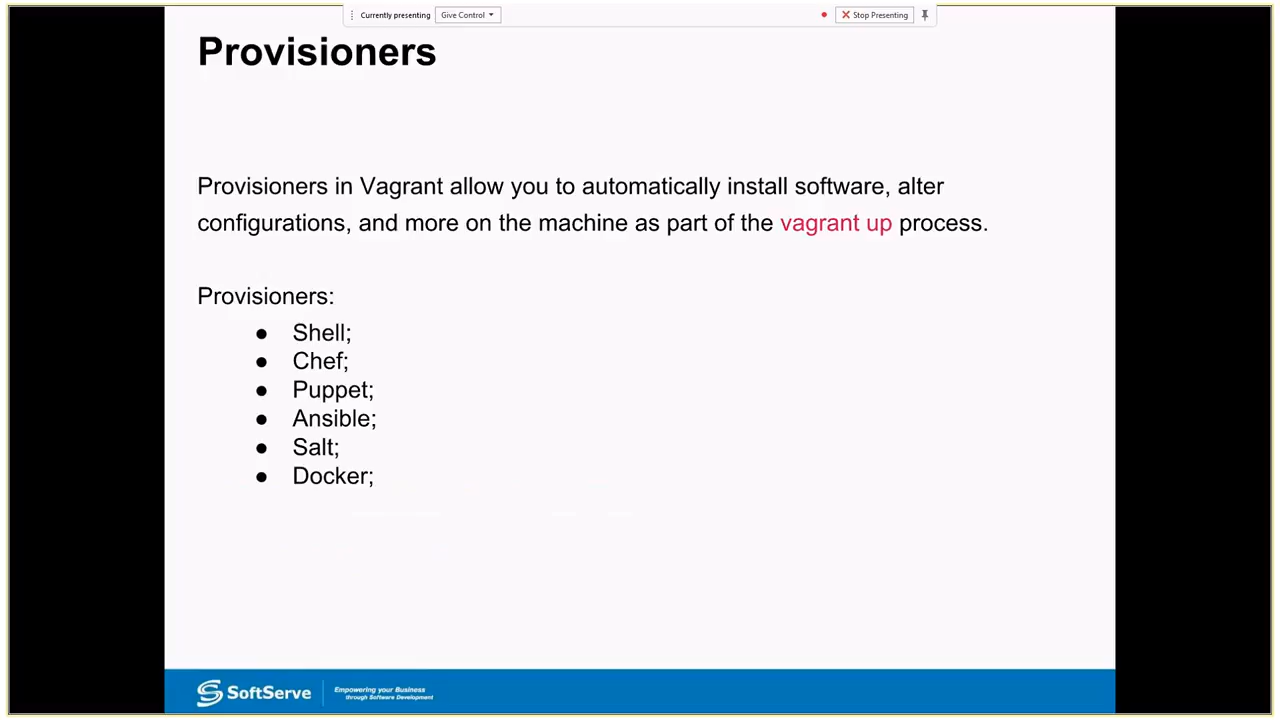 Currently presenting Give Control Stop Presenting
Provisioners
Provisioners in Vagrant allow you to automatically install software, alter
configurations, and more on the machine as part of the vagrant up process.
Provisioners:
● Shell;
● Chef;
● Puppet;
● Ansible;
● Salt;
● Docker;
SoftServe
Empowering your Business
through Software Development